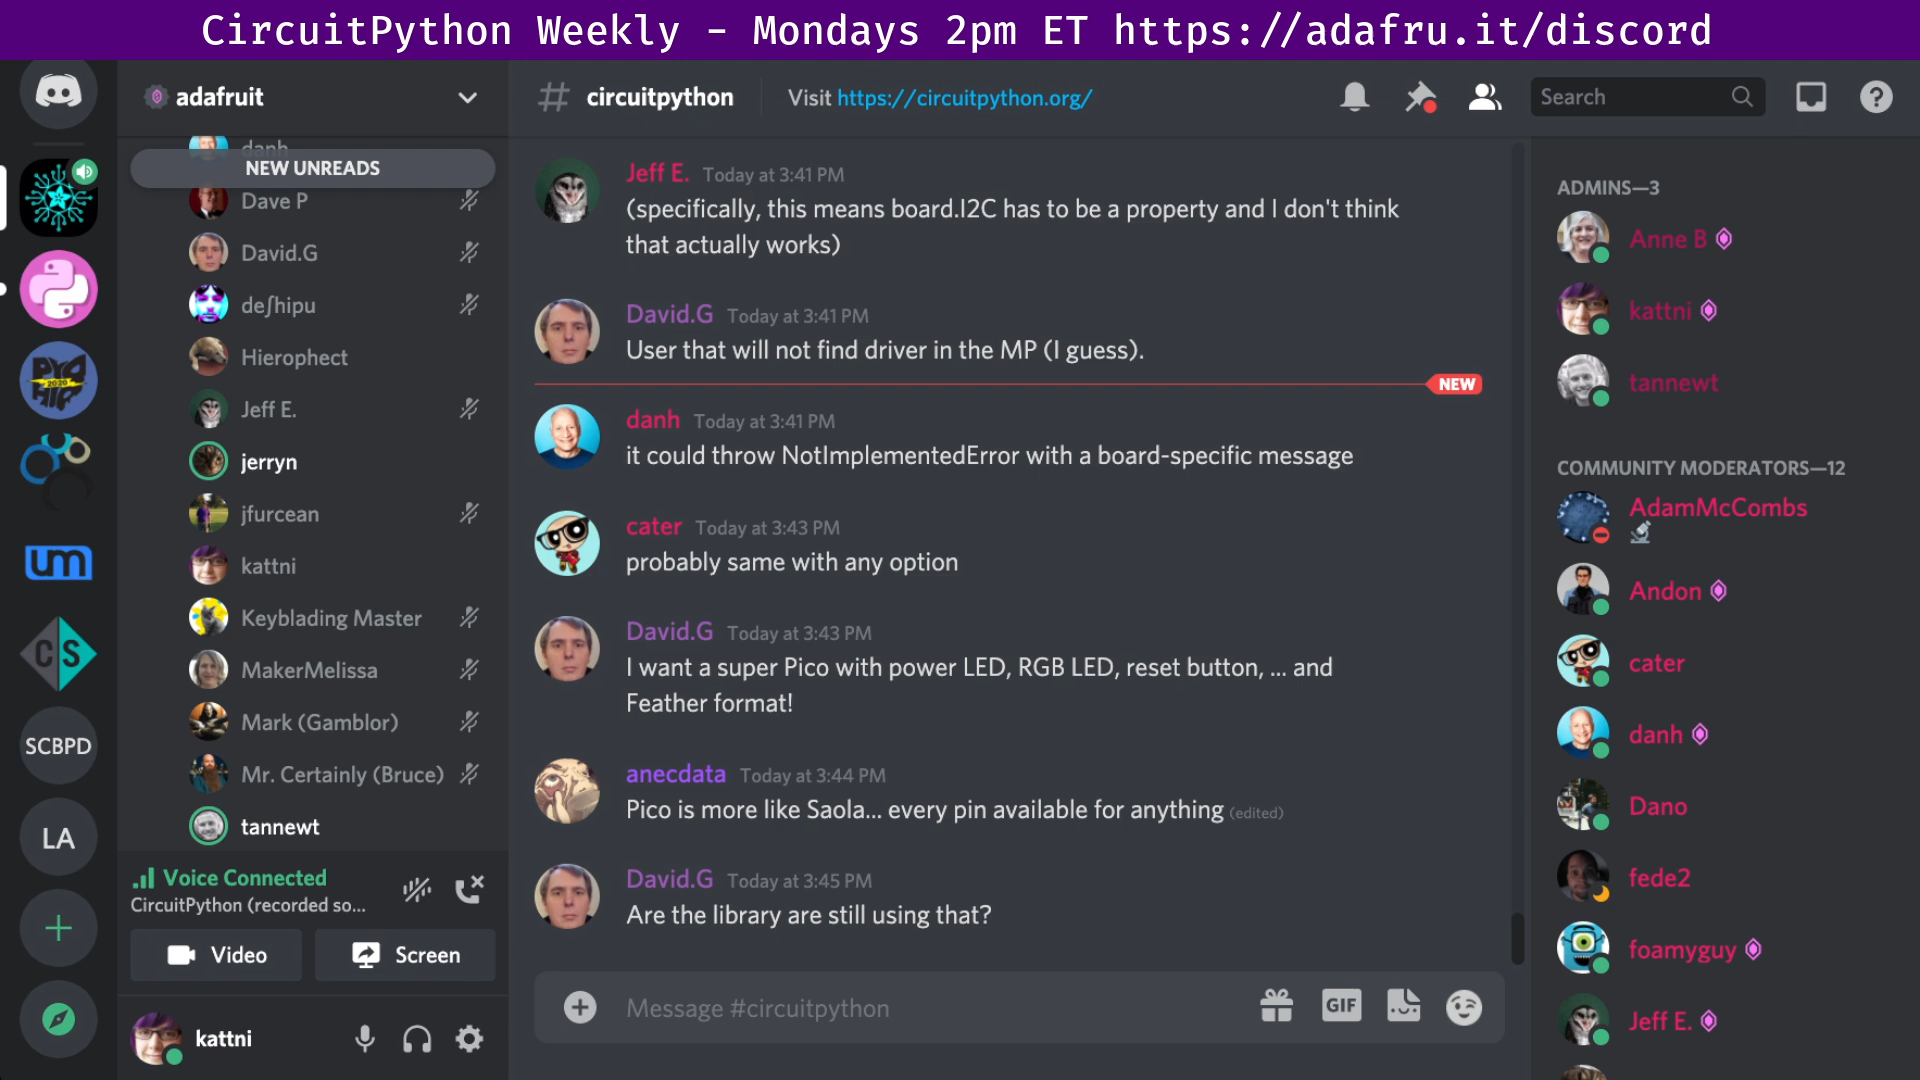 CircuitPython Weekly - Mondays 2pm ET https://adafru.it/discord
adafruit
danh
NEW UNREADS
Dave P
David.G
deʃhipu
Hierophect
Jeff E.
jerryn
jfurcean
kattni
Keyblading Master
MakerMelissa
Mark (Gamblor)
Mr. Certainly (Bruce)
tannewt
Voice Connected
CircuitPython (recorded so...
Video
Screen
kattni
PYO
2020
HIP
um
CS
SCBPD
LA
circuitpython
Visit https://circuitpython.org/
Search
Jeff E. Today at 3:41 PM
(specifically, this means board.I2C has to be a property and I don't think
that actually works)
David.G Today at 3:41 PM
User that will not find driver in the MP (I guess).
NEW
danh Today at 3:41 PM
it could throw NotImplementedError with a board-specific message
cater Today at 3:43 PM
probably same with any option
David.G Today at 3:43 PM
I want a super Pico with power LED, RGB LED, reset button, ... and
Feather format!
anecdata Today at 3:44 PM
Pico is more like Saola... every pin available for anything (edited)
David.G Today at 3:45 PM
Are the library are still using that?
Message #circuitpython
GIF
ADMINS—3
Anne B
kattni
tannewt
COMMUNITY MODERATORS—12
AdamMcCombs
Andon
cater
danh
Dano
fede2
foamyguy
Jeff E.